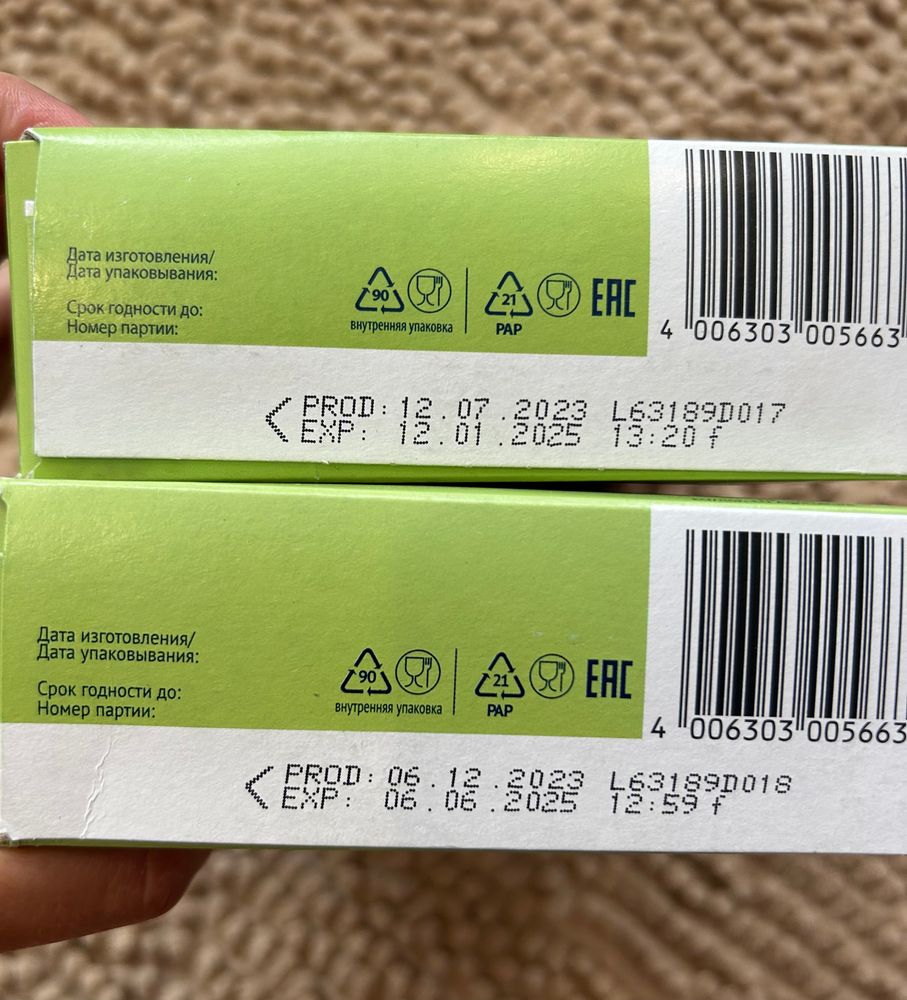 Дата изготовления/
Дата упаковывания:
Срок годности до:
Номер партии:
90
внутренняя упаковка
21
PAP
EAC
4 006303 005663
PROD: 12.07.2023 L63189D017
EXP: 12.01.2025 13:20 f
Дата изготовления/
Дата упаковывания:
Срок годности до:
Номер партии:
90
внутренняя упаковка
21
PAP
EAC
4 006303 005663
PROD: 06.12.2023 L63189D018
EXP: 06.06.2025 12:59 f